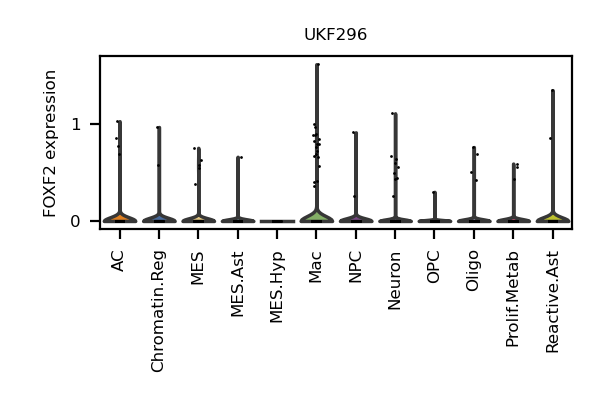 UKF296
FOXF2 expression
1
0
AC
Chromatin.Reg
MES
MES.Ast
MES.Hyp
Mac
NPC
Neuron
OPC
Oligo
Prolif.Metab
Reactive.Ast